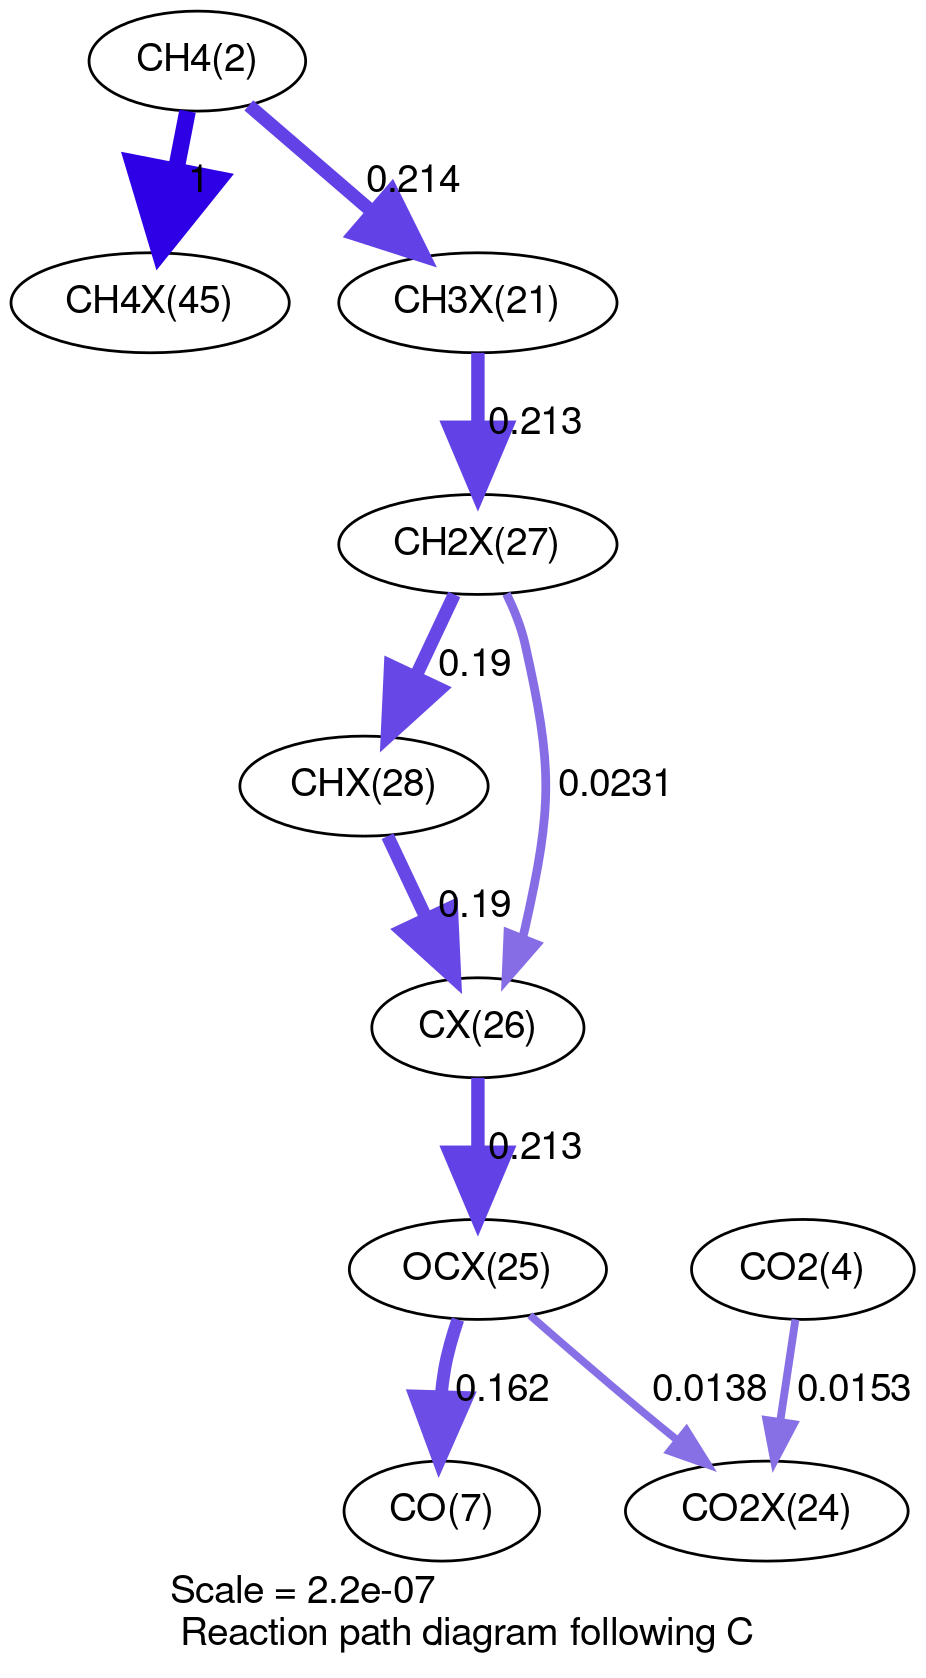 CH4(2)
1
0.214
CH4X(45)
CH3X(21)
0.213
CH2X(27)
0.19
CHX(28)
0.0231
0.19
CX(26)
0.213
OCX(25)
CO2(4)
0.162
0.0138
0.0153
CO(7)
CO2X(24)
Scale = 2.2e-07
Reaction path diagram following C